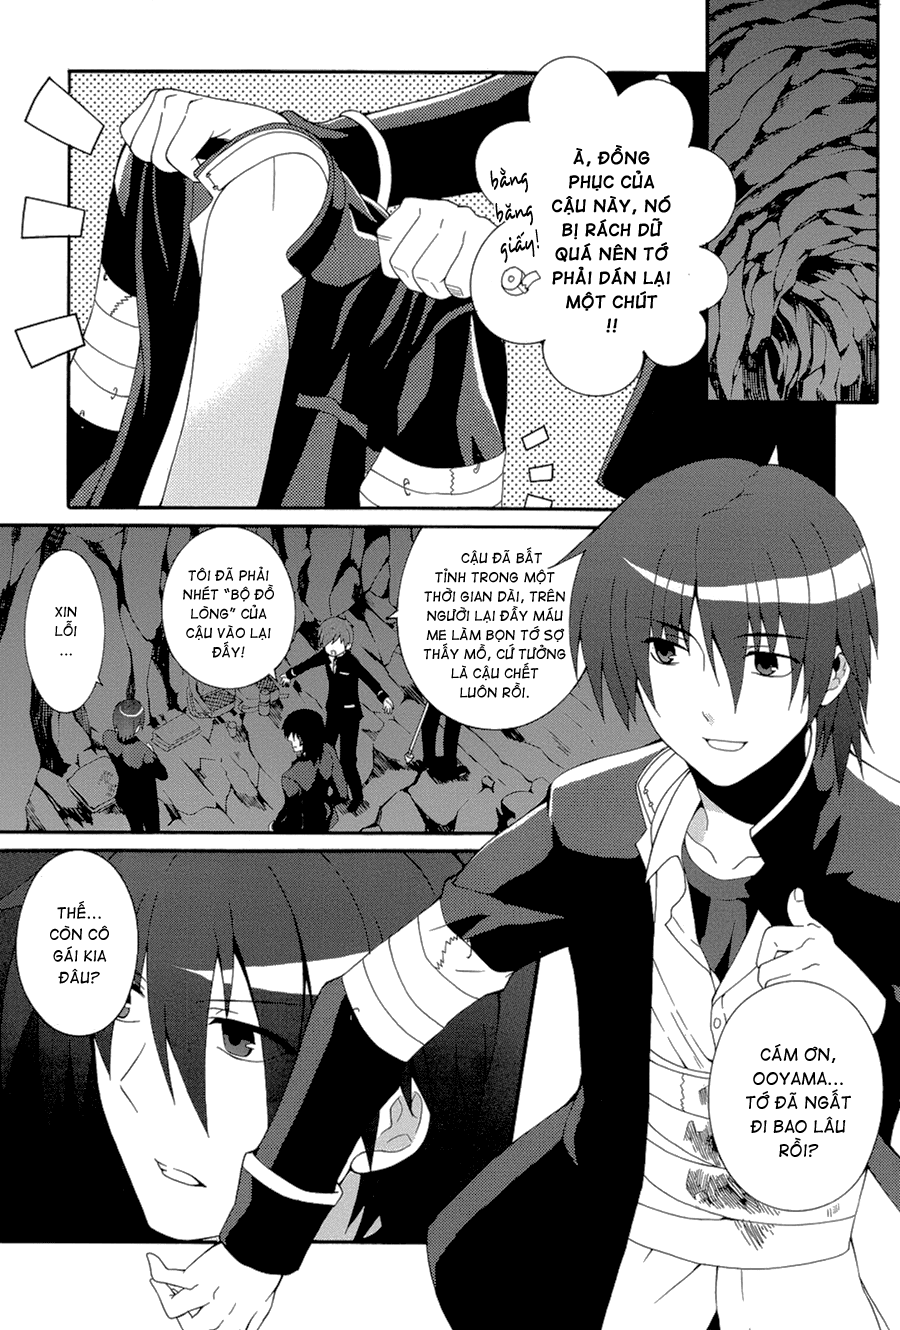 À, ĐỒNG
PHỤC CỦA
CẬU NÀY, NÓ
BỊ RÁCH DỮ
QUÁ NÊN TỚ
PHẢI DÁN LẠI
MỘT CHÚT
!!
bằng
băng
giấy!
CÁM ƠN,
OOYAMA...
TỚ ĐÃ NGẤT
ĐI BAO LÂU
RỒI?
CẬU ĐÃ BẤT
TỈNH TRONG MỘT
THỜI GIAN DÀI, TRÊN
NGƯỜI LẠI ĐẦY MÁU
ME LÀM BỌN TỚ SỢ
THẤY MỒ, CỨ TƯỞNG
LÀ CẬU CHẾT
LUÔN RỒI.
TÔI ĐÃ PHẢI
NHÉT “BỘ ĐỒ
LÒNG” CỦA
CẬU VÀO LẠI
ĐẤY!
XIN
LỖI
...
THẾ...
CÒN CÔ
GÁI KIA
ĐÂU?